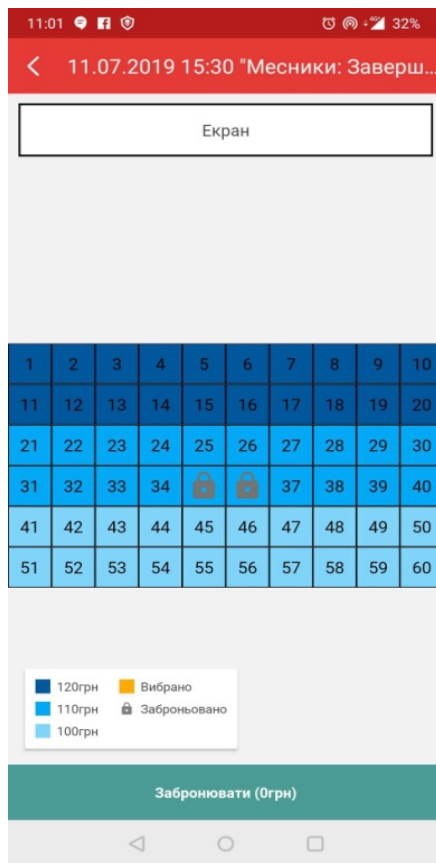 11:01 32%
11.07.2019 15:30 "Месники: Заверш...
Екран
1 2 3 4 5 6 7 8 9 10
11 12 13 14 15 16 17 18 19 20
21 22 23 24 25 26 27 28 29 30
31 32 33 34 37 38 39 40
41 42 43 44 45 46 47 48 49 50
51 52 53 54 55 56 57 58 59 60
120грн Вибрано
110грн Заброньовано
100грн
Забронювати (0грн)